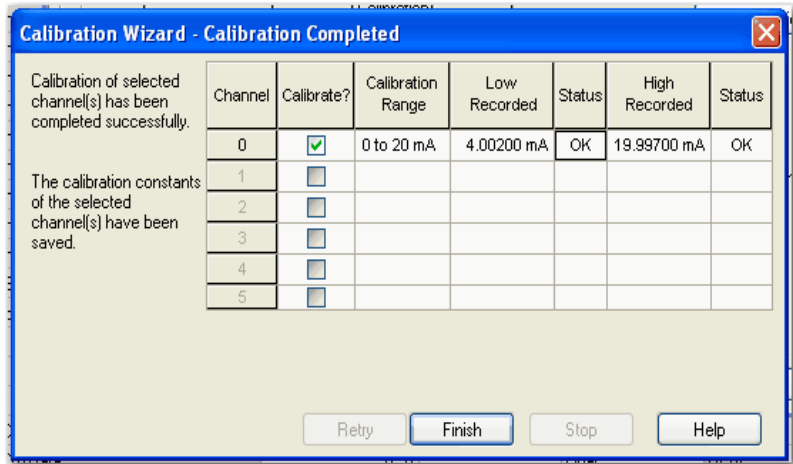 Calibration Wizard - Calibration Completed
Calibration of selected
channel(s) has been
completed successfully.
The calibration constants
of the selected
channel(s) have been
saved.
Channel Calibrate? Calibration Range Low Recorded Status High Recorded Status
0 0 to 20 mA 4.00200 mA OK 19.99700 mA OK
1
2
3
4
5
Retry Finish Stop Help